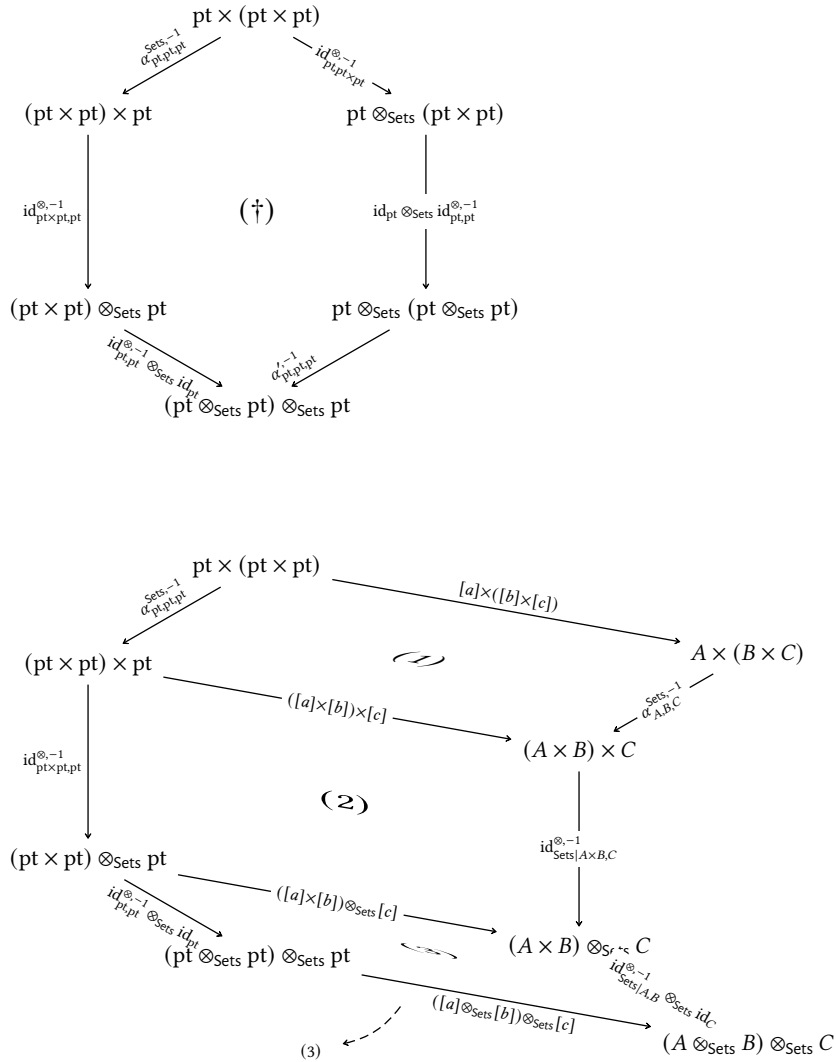 pt × (pt × pt)
α^{Sets,-1}_{pt,pt,pt}
id^{⊗,-1}_{pt,pt×pt}
(pt × pt) × pt
pt ⊗_{Sets} (pt × pt)
id^{⊗,-1}_{pt×pt,pt}
(†)
id_{pt} ⊗_{Sets} id^{⊗,-1}_{pt,pt}
(pt × pt) ⊗_{Sets} pt
pt ⊗_{Sets} (pt ⊗_{Sets} pt)
id^{⊗,-1}_{pt,pt} ⊗_{Sets} id_{pt}
α^{′,-1}_{pt,pt,pt}
(pt ⊗_{Sets} pt) ⊗_{Sets} pt
pt × (pt × pt)
α^{Sets,-1}_{pt,pt,pt}
[a]×([b]×[c])
(pt × pt) × pt
(1)
A × (B × C)
α^{Sets,-1}_{A,B,C}
([a]×[b])×[c]
(A × B) × C
id^{⊗,-1}_{pt×pt,pt}
(2)
id^{⊗,-1}_{Sets|A×B,C}
(pt × pt) ⊗_{Sets} pt
([a]×[b])⊗_{Sets}[c]
id^{⊗,-1}_{pt,pt} ⊗_{Sets} id_{pt}
(pt ⊗_{Sets} pt) ⊗_{Sets} pt
(3)
(A × B) ⊗_{Sets} C
id^{⊗,-1}_{Sets|A,B} ⊗_{Sets} id_C
([a]⊗_{Sets}[b])⊗_{Sets}[c]
(3)
(A ⊗_{Sets} B) ⊗_{Sets} C